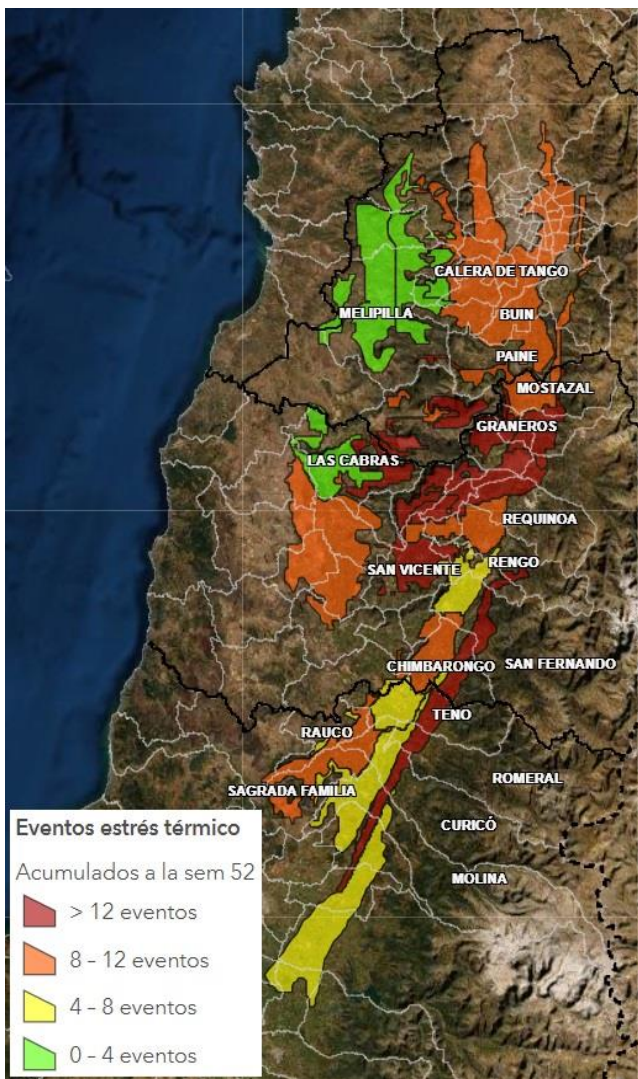 CALERA DE TANGO
MELIPILLA
BUIN
PAINE
MOSTAZAL
GRANEROS
LAS CABRAS
REQUINOA
RENGO
SAN VICENTE
SAN FERNANDO
CHIMBARONGO
TENO
RAUCO
ROMERAL
SAGRADA FAMILIA
CURICÓ
MOLINA
Eventos estrés térmico
Acumulados a la sem 52
> 12 eventos
8 – 12 eventos
4 – 8 eventos
0 – 4 eventos